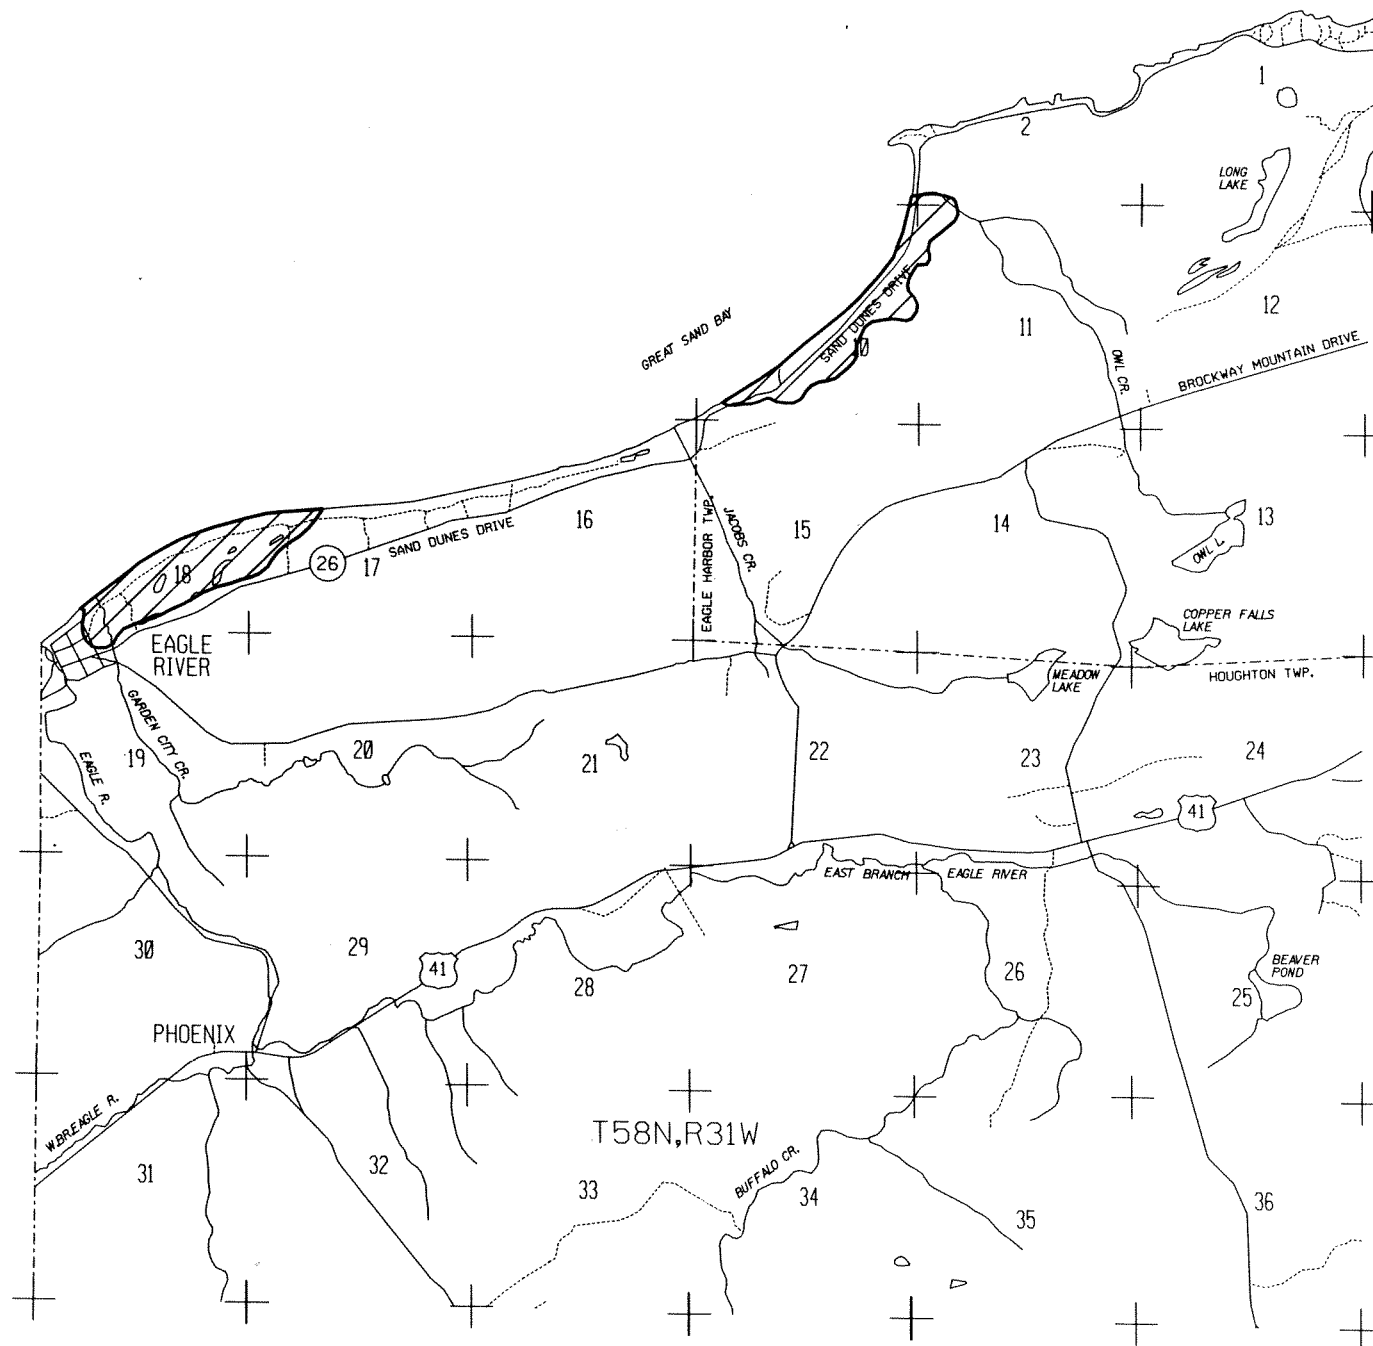 1
2
LONG
LAKE
12
11
GREAT SAND BAY
SAND DUNES DRIVE
10
OWL CR.
BROCKWAY MOUNTAIN DRIVE
EAGLE HARBOR TWP.
JACOBS CR.
16
15
14
13
OWL L.
SAND DUNES DRIVE
26
17
18
EAGLE
RIVER
COPPER FALLS
LAKE
MEADOW
LAKE
HOUGHTON TWP.
GARDEN CITY CR.
EAGLE R.
19
20
21
22
23
24
41
EAST BRANCH EAGLE RIVER
30
29
41
28
27
26
25
BEAVER
POND
PHOENIX
W.BR.EAGLE R.
T58N,R31W
BUFFALO CR.
31
32
33
34
35
36